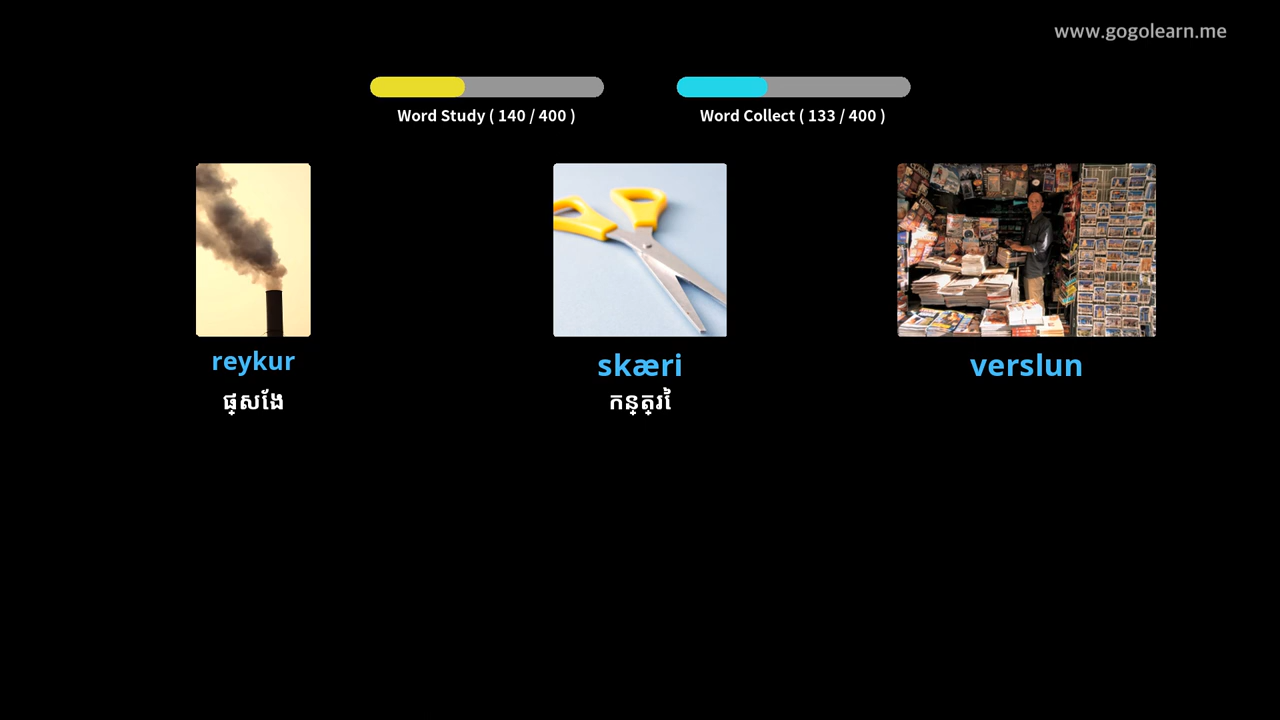 www.gogolearn.me
Word Study ( 140 / 400 )
Word Collect ( 133 / 400 )
reykur
skæri
verslun
ផ្សែង
កន្ត្រៃ